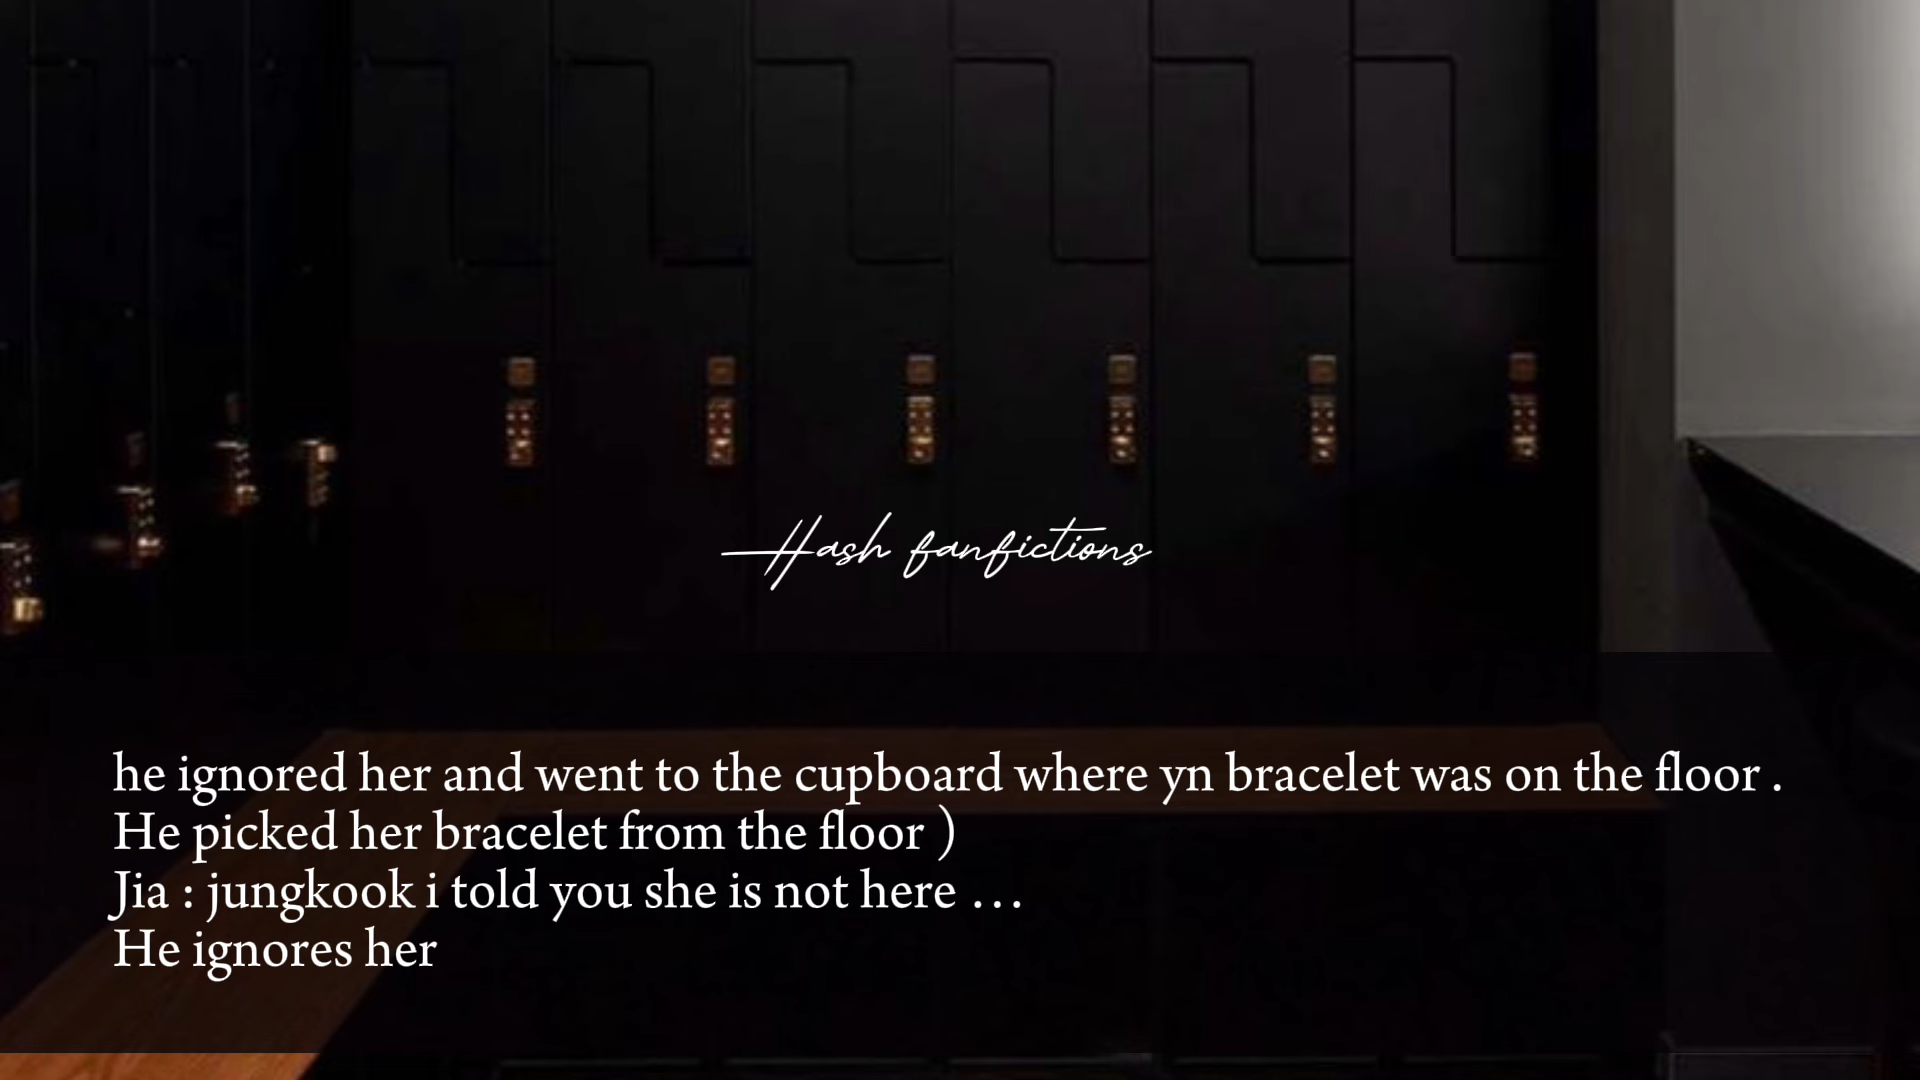 Hash fanfictions
he ignored her and went to the cupboard where yn bracelet was on the floor .
He picked her bracelet from the floor )
Jia : jungkook i told you she is not here ...
He ignores her